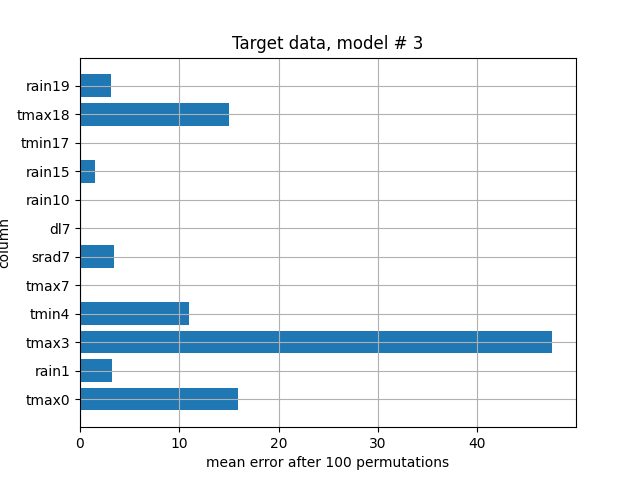 Target data, model # 3
rain19
tmax18
tmin17
rain15
rain10
dl7
srad7
tmax7
tmin4
tmax3
rain1
tmax0
column
0 10 20 30 40
mean error after 100 permutations